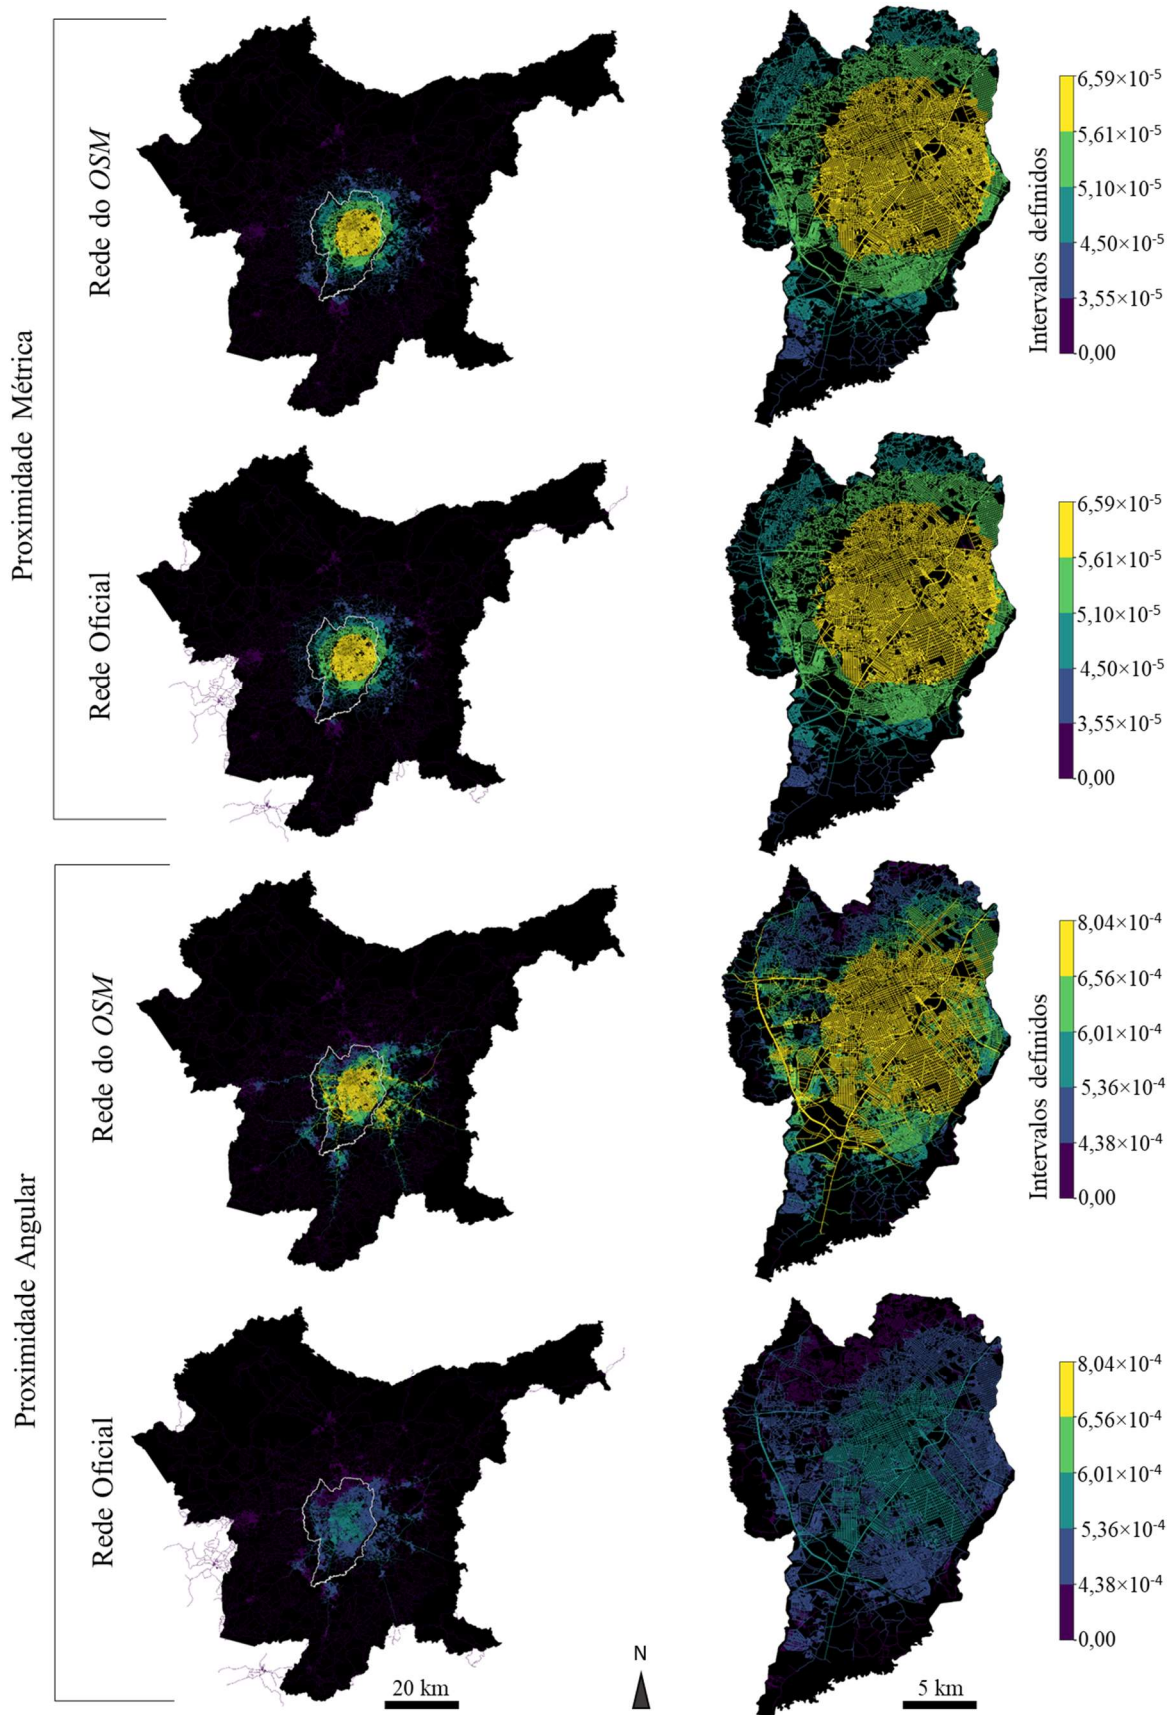 Proximidade Métrica
Rede do OSM
6,59×10⁻⁵
5,61×10⁻⁵
5,10×10⁻⁵
4,50×10⁻⁵
3,55×10⁻⁵
0,00
Intervalos definidos
Rede Oficial
6,59×10⁻⁵
5,61×10⁻⁵
5,10×10⁻⁵
4,50×10⁻⁵
3,55×10⁻⁵
0,00
Proximidade Angular
Rede do OSM
8,04×10⁻⁴
6,56×10⁻⁴
6,01×10⁻⁴
5,36×10⁻⁴
4,38×10⁻⁴
0,00
Intervalos definidos
Rede Oficial
8,04×10⁻⁴
6,56×10⁻⁴
6,01×10⁻⁴
5,36×10⁻⁴
4,38×10⁻⁴
0,00
20 km
N
5 km